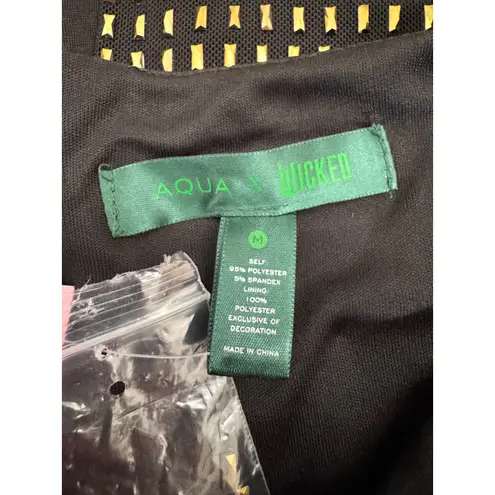 AQUA X WICKED
M
SELF
95% POLYESTER
5% SPANDEX
LINING:
100%
POLYESTER
EXCLUSIVE OF
DECORATION
MADE IN CHINA